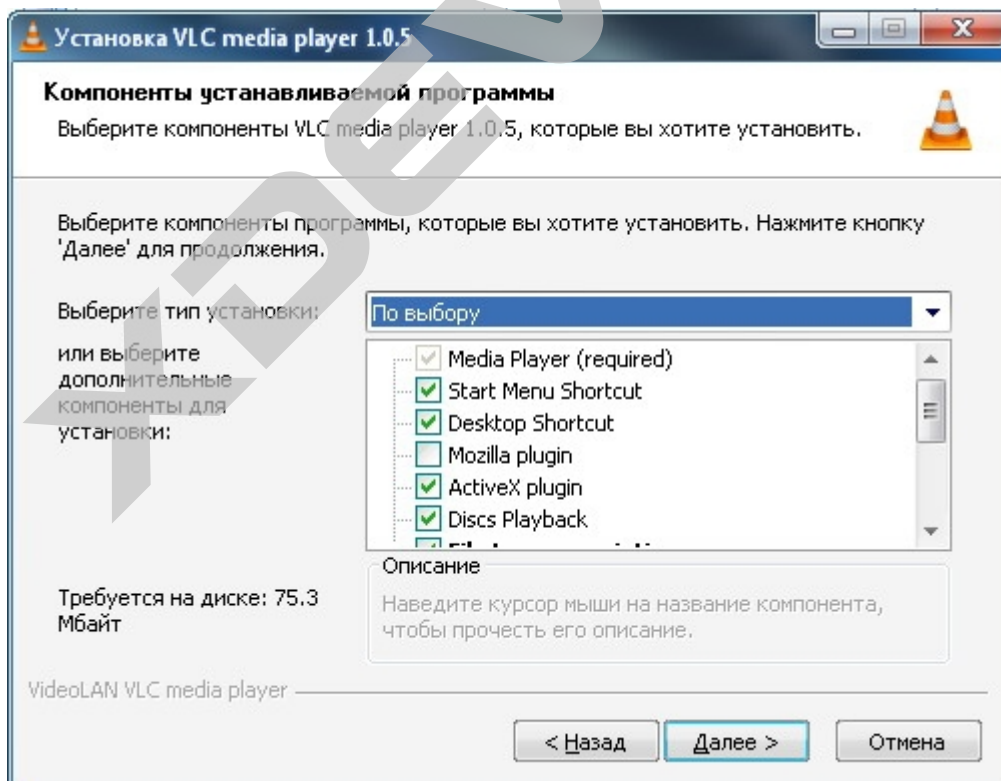 Установка VLC media player 1.0.5
Компоненты устанавливаемой программы
Выберите компоненты VLC media player 1.0.5, которые вы хотите установить.
Выберите компоненты программы, которые вы хотите установить. Нажмите кнопку
'Далее' для продолжения.
Выберите тип установки:
По выбору
или выберите
дополнительные
компоненты для
установки:
Media Player (required)
Start Menu Shortcut
Desktop Shortcut
Mozilla plugin
ActiveX plugin
Discs Playback
Требуется на диске: 75.3
Мбайт
Описание
Наведите курсор мыши на название компонента,
чтобы прочесть его описание.
VideoLAN VLC media player
< Назад
Далее >
Отмена
XDEV